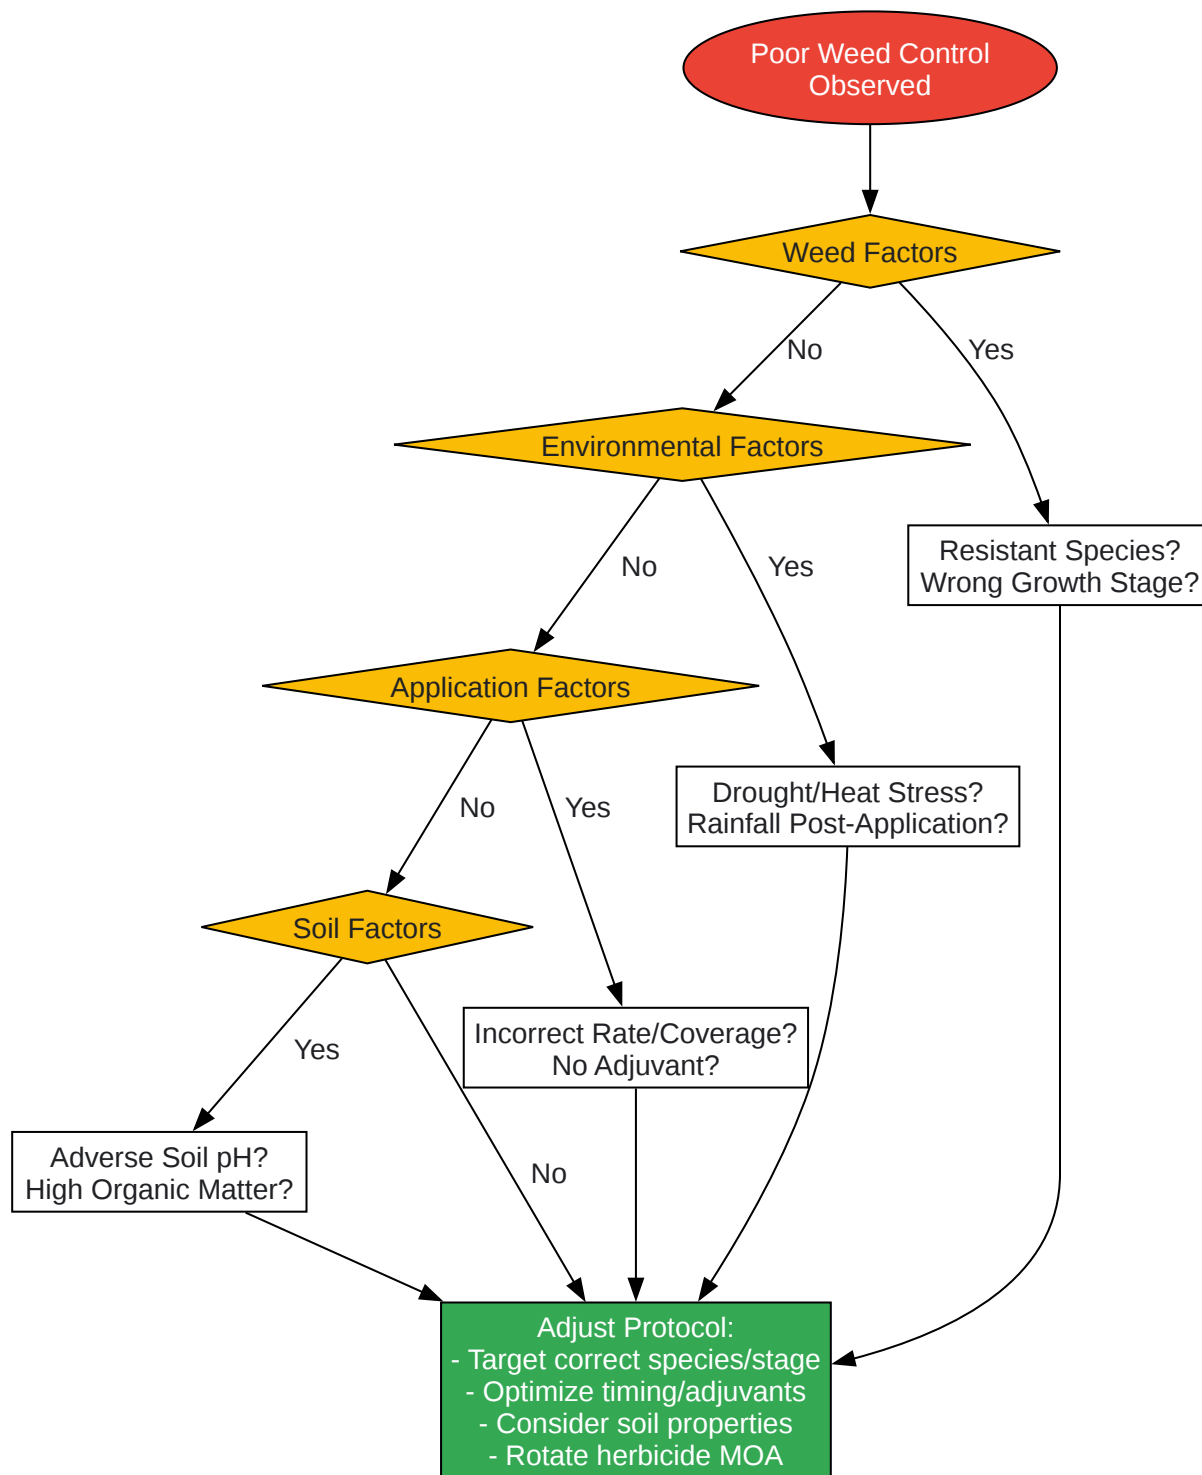 Poor Weed Control
Observed
Weed Factors
No
Yes
Environmental Factors
Resistant Species?
Wrong Growth Stage?
No
Yes
Application Factors
Drought/Heat Stress?
Rainfall Post-Application?
No
Yes
Soil Factors
Incorrect Rate/Coverage?
No Adjuvant?
Yes
Adverse Soil pH?
High Organic Matter?
No
Adjust Protocol:
- Target correct species/stage
- Optimize timing/adjuvants
- Consider soil properties
- Rotate herbicide MOA